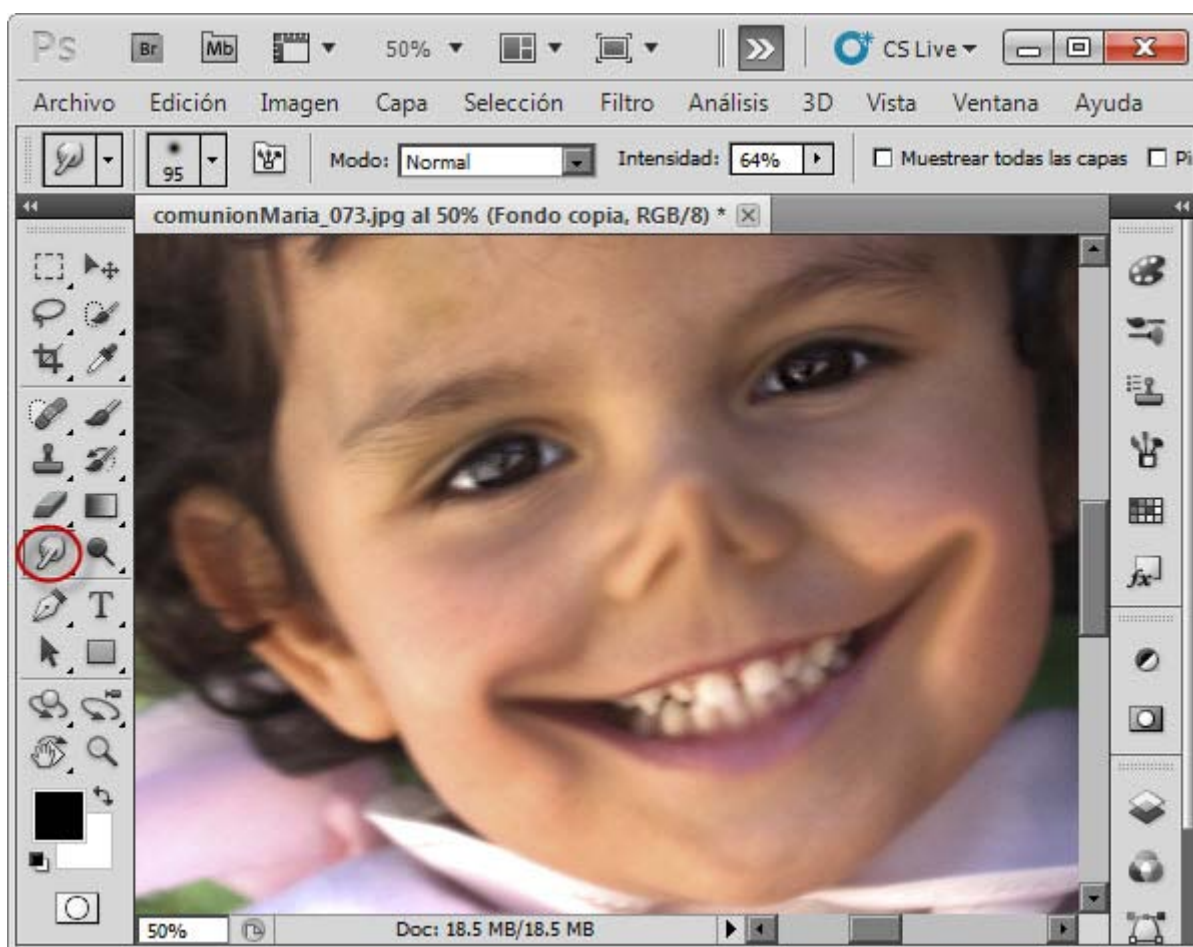 Ps Br Mb 50% CS Live
Archivo Edición Imagen Capa Selección Filtro Análisis 3D Vista Ventana Ayuda
95 Modo: Normal Intensidad: 64% Muestrear todas las capas Pi
comunionMaria_073.jpg al 50% (Fondo copia, RGB/8) *
T
fx
50% Doc: 18.5 MB/18.5 MB